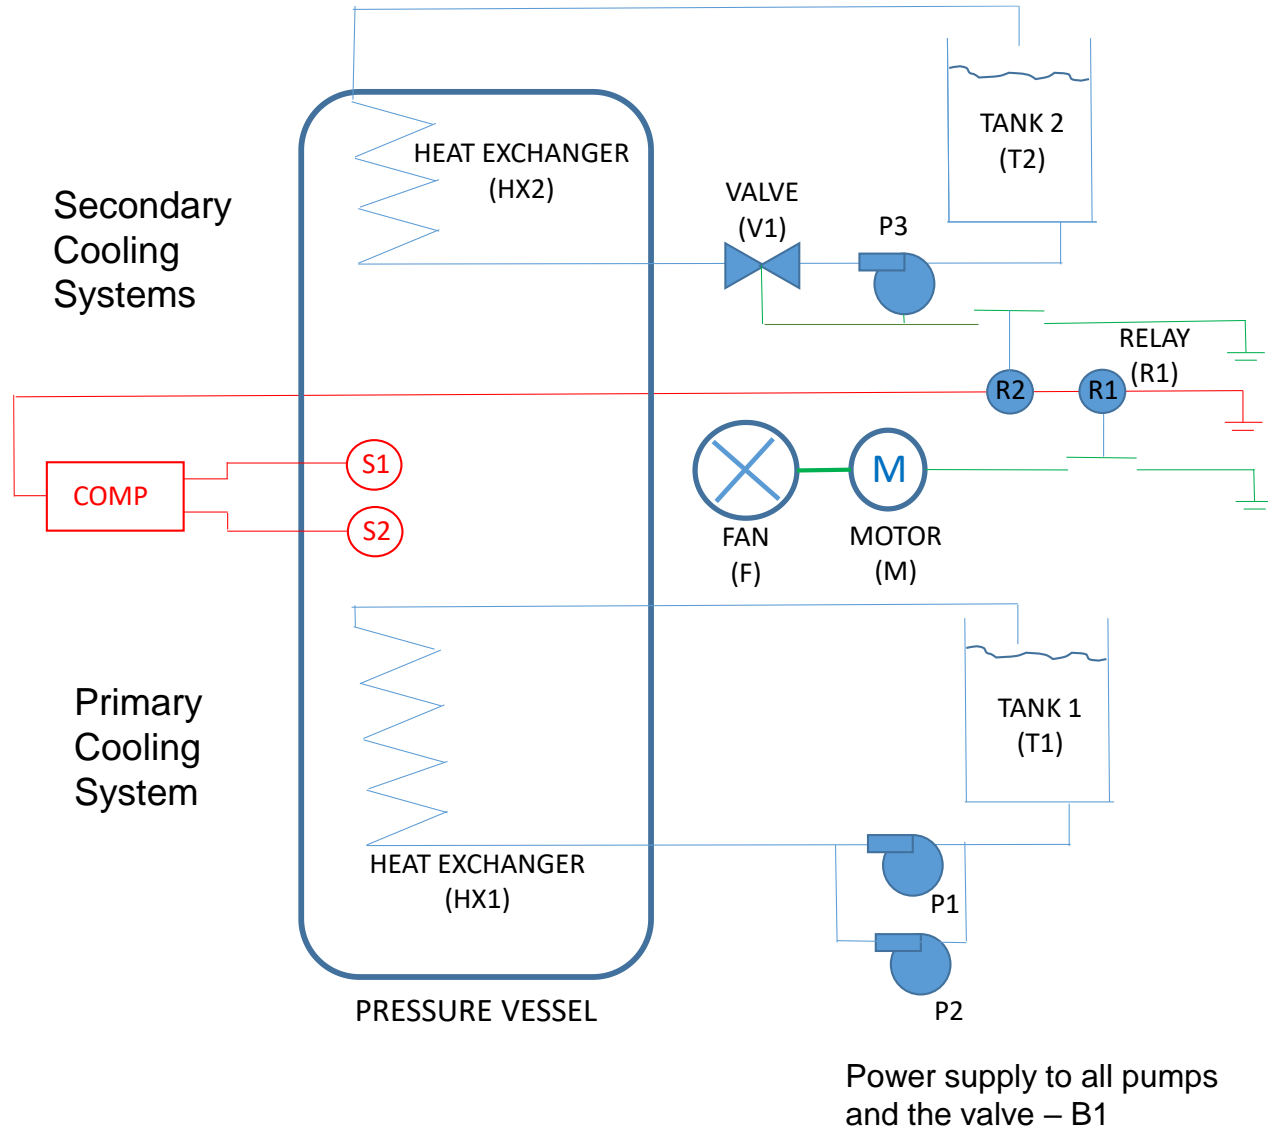 TANK 2
(T2)
HEAT EXCHANGER
(HX2)
VALVE
(V1)
P3
Secondary
Cooling
Systems
RELAY
(R1)
R2
R1
S1
COMP
S2
M
FAN
(F)
MOTOR
(M)
Primary
Cooling
System
TANK 1
(T1)
HEAT EXCHANGER
(HX1)
P1
P2
PRESSURE VESSEL
Power supply to all pumps
and the valve – B1